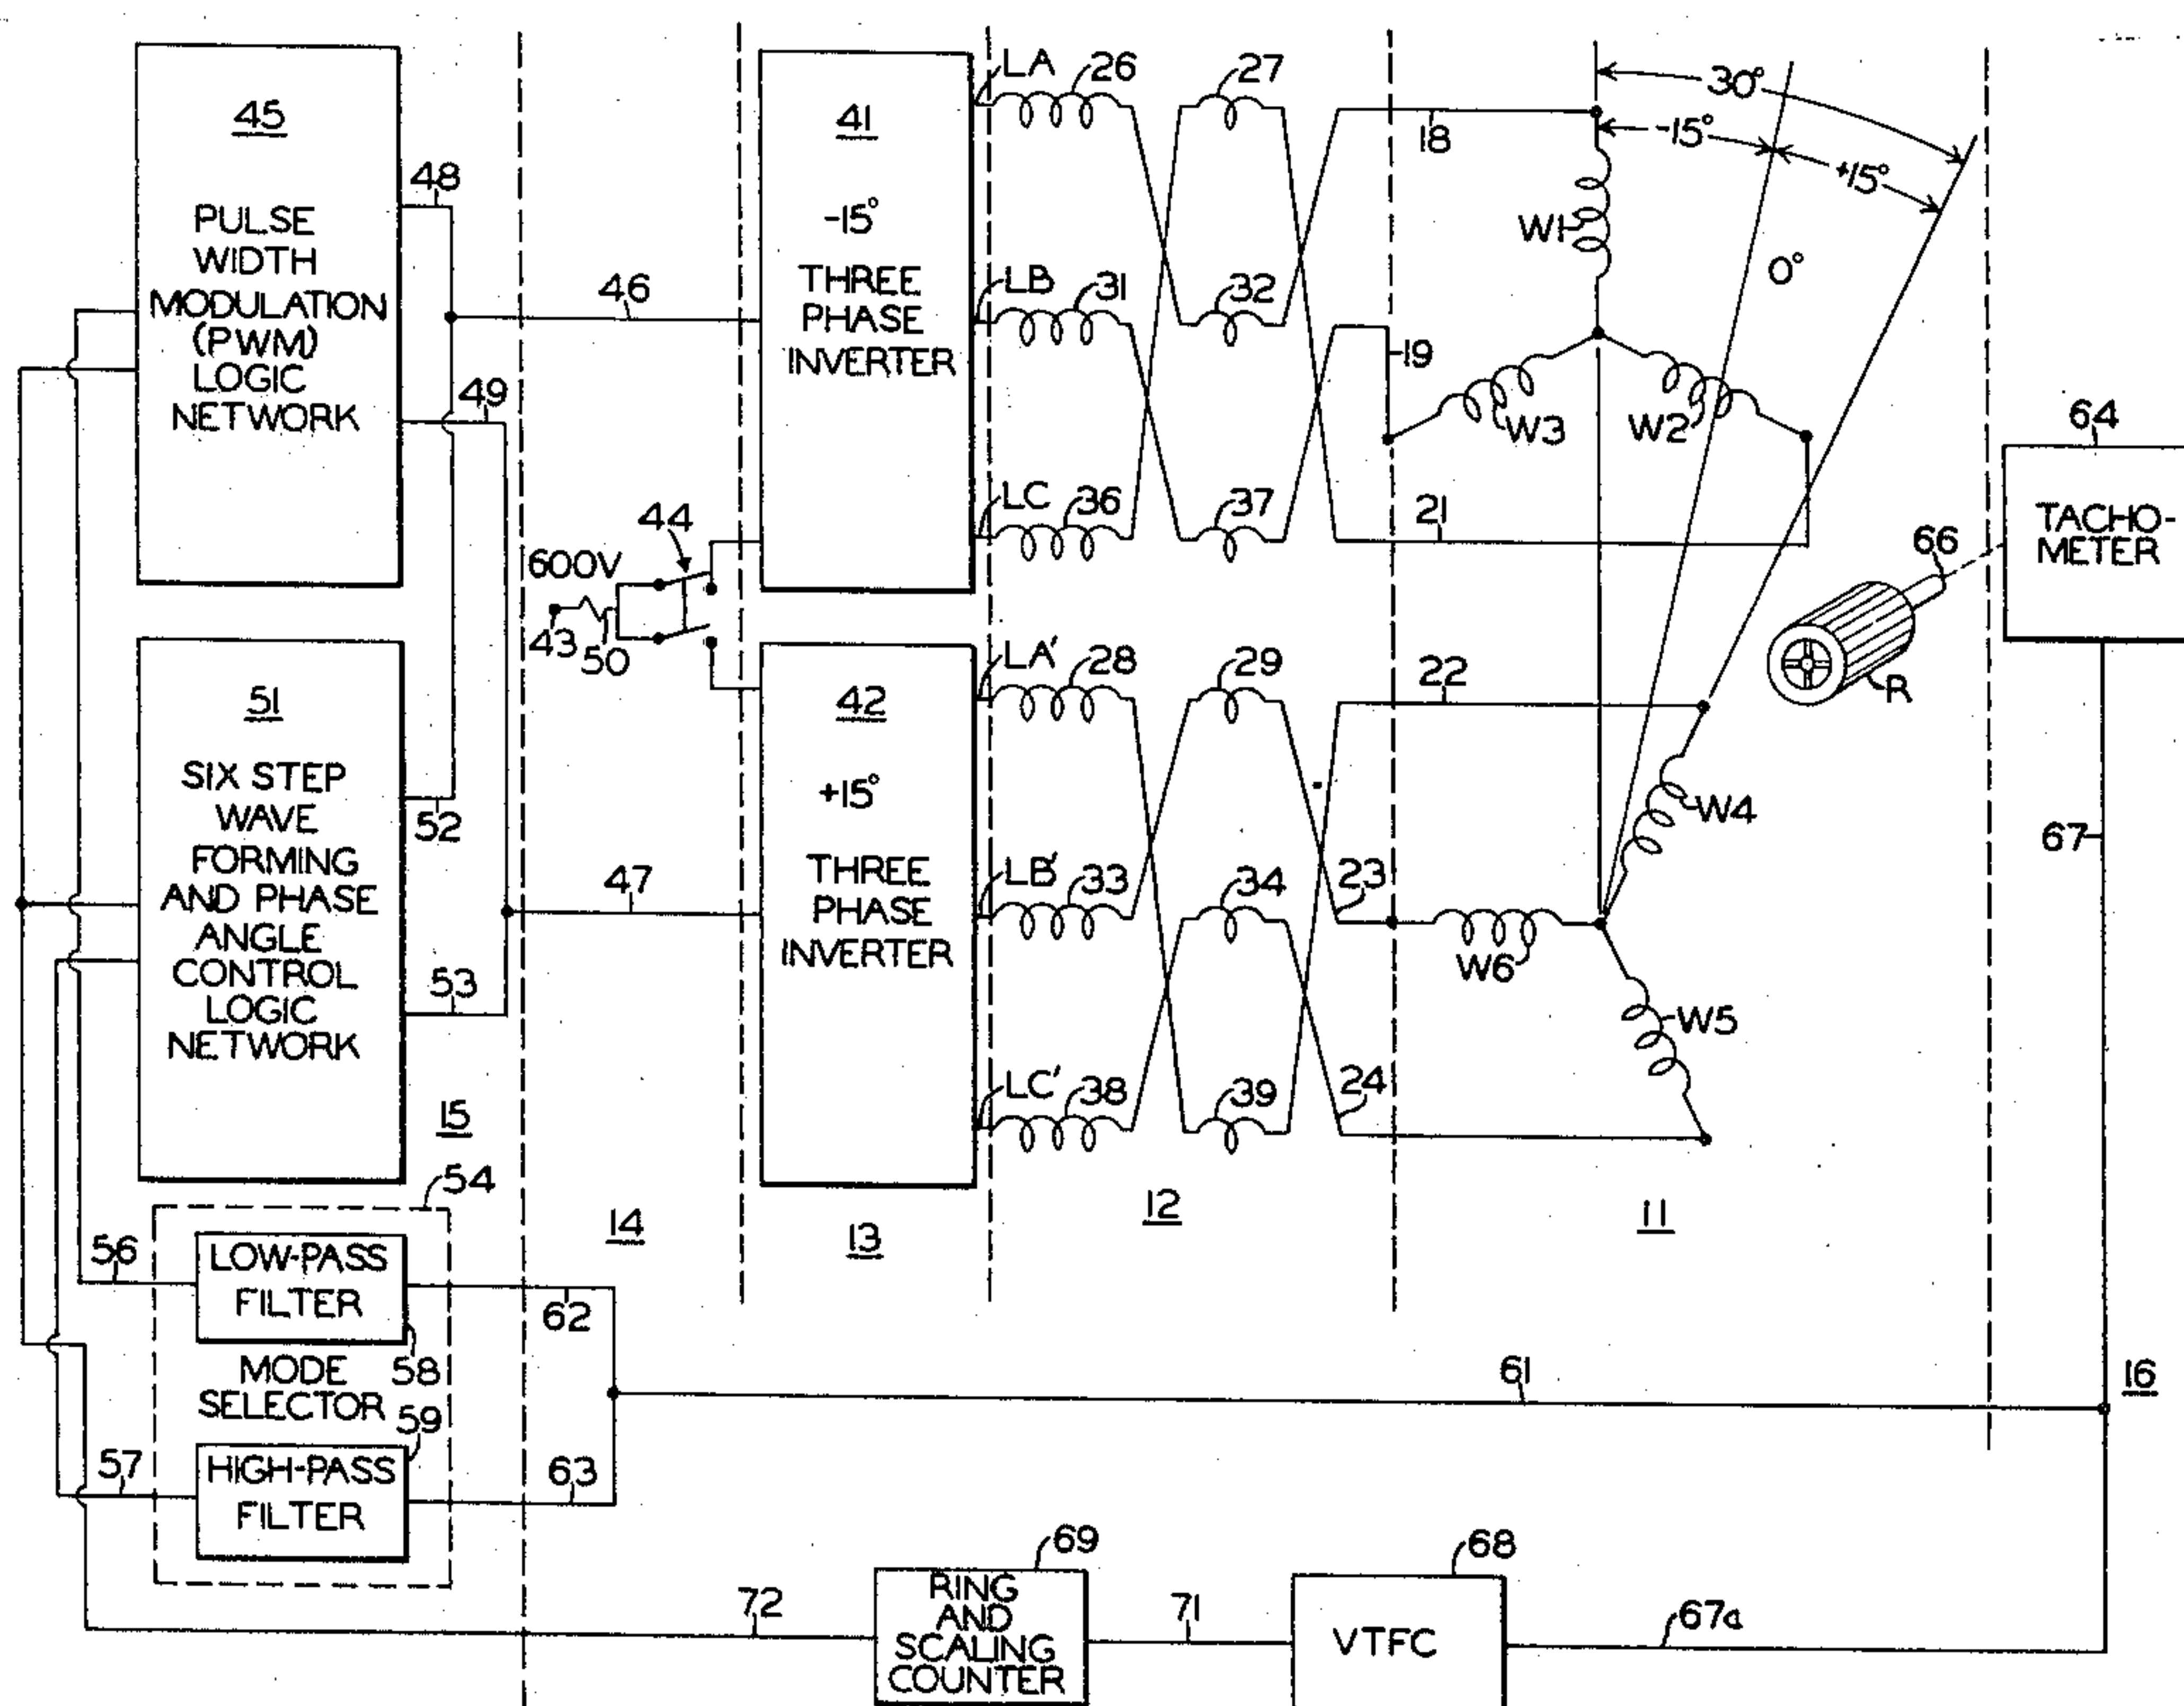 45
PULSE
WIDTH
MODULATION
(PWM)
LOGIC
NETWORK
48
49
46
41
-15°
THREE
PHASE
INVERTER
LA
26
27
LB
31
32
LC
36
37
18
19
21
30°
-15°
+15°
0°
W1
W3
W2
64
TACHO-
METER
66
R
67
44
600V
43
50
51
SIX STEP
WAVE
FORMING
AND PHASE
ANGLE
CONTROL
LOGIC
NETWORK
52
53
47
42
+15°
THREE
PHASE
INVERTER
LA'
28
29
LB'
33
34
LC'
38
39
22
23
24
W4
W6
W5
15
14
13
12
11
16
54
56
LOW-PASS
FILTER
58
62
MODE
SELECTOR
59
57
HIGH-PASS
FILTER
63
61
72
69
RING
AND
SCALING
COUNTER
71
68
VTFC
67a